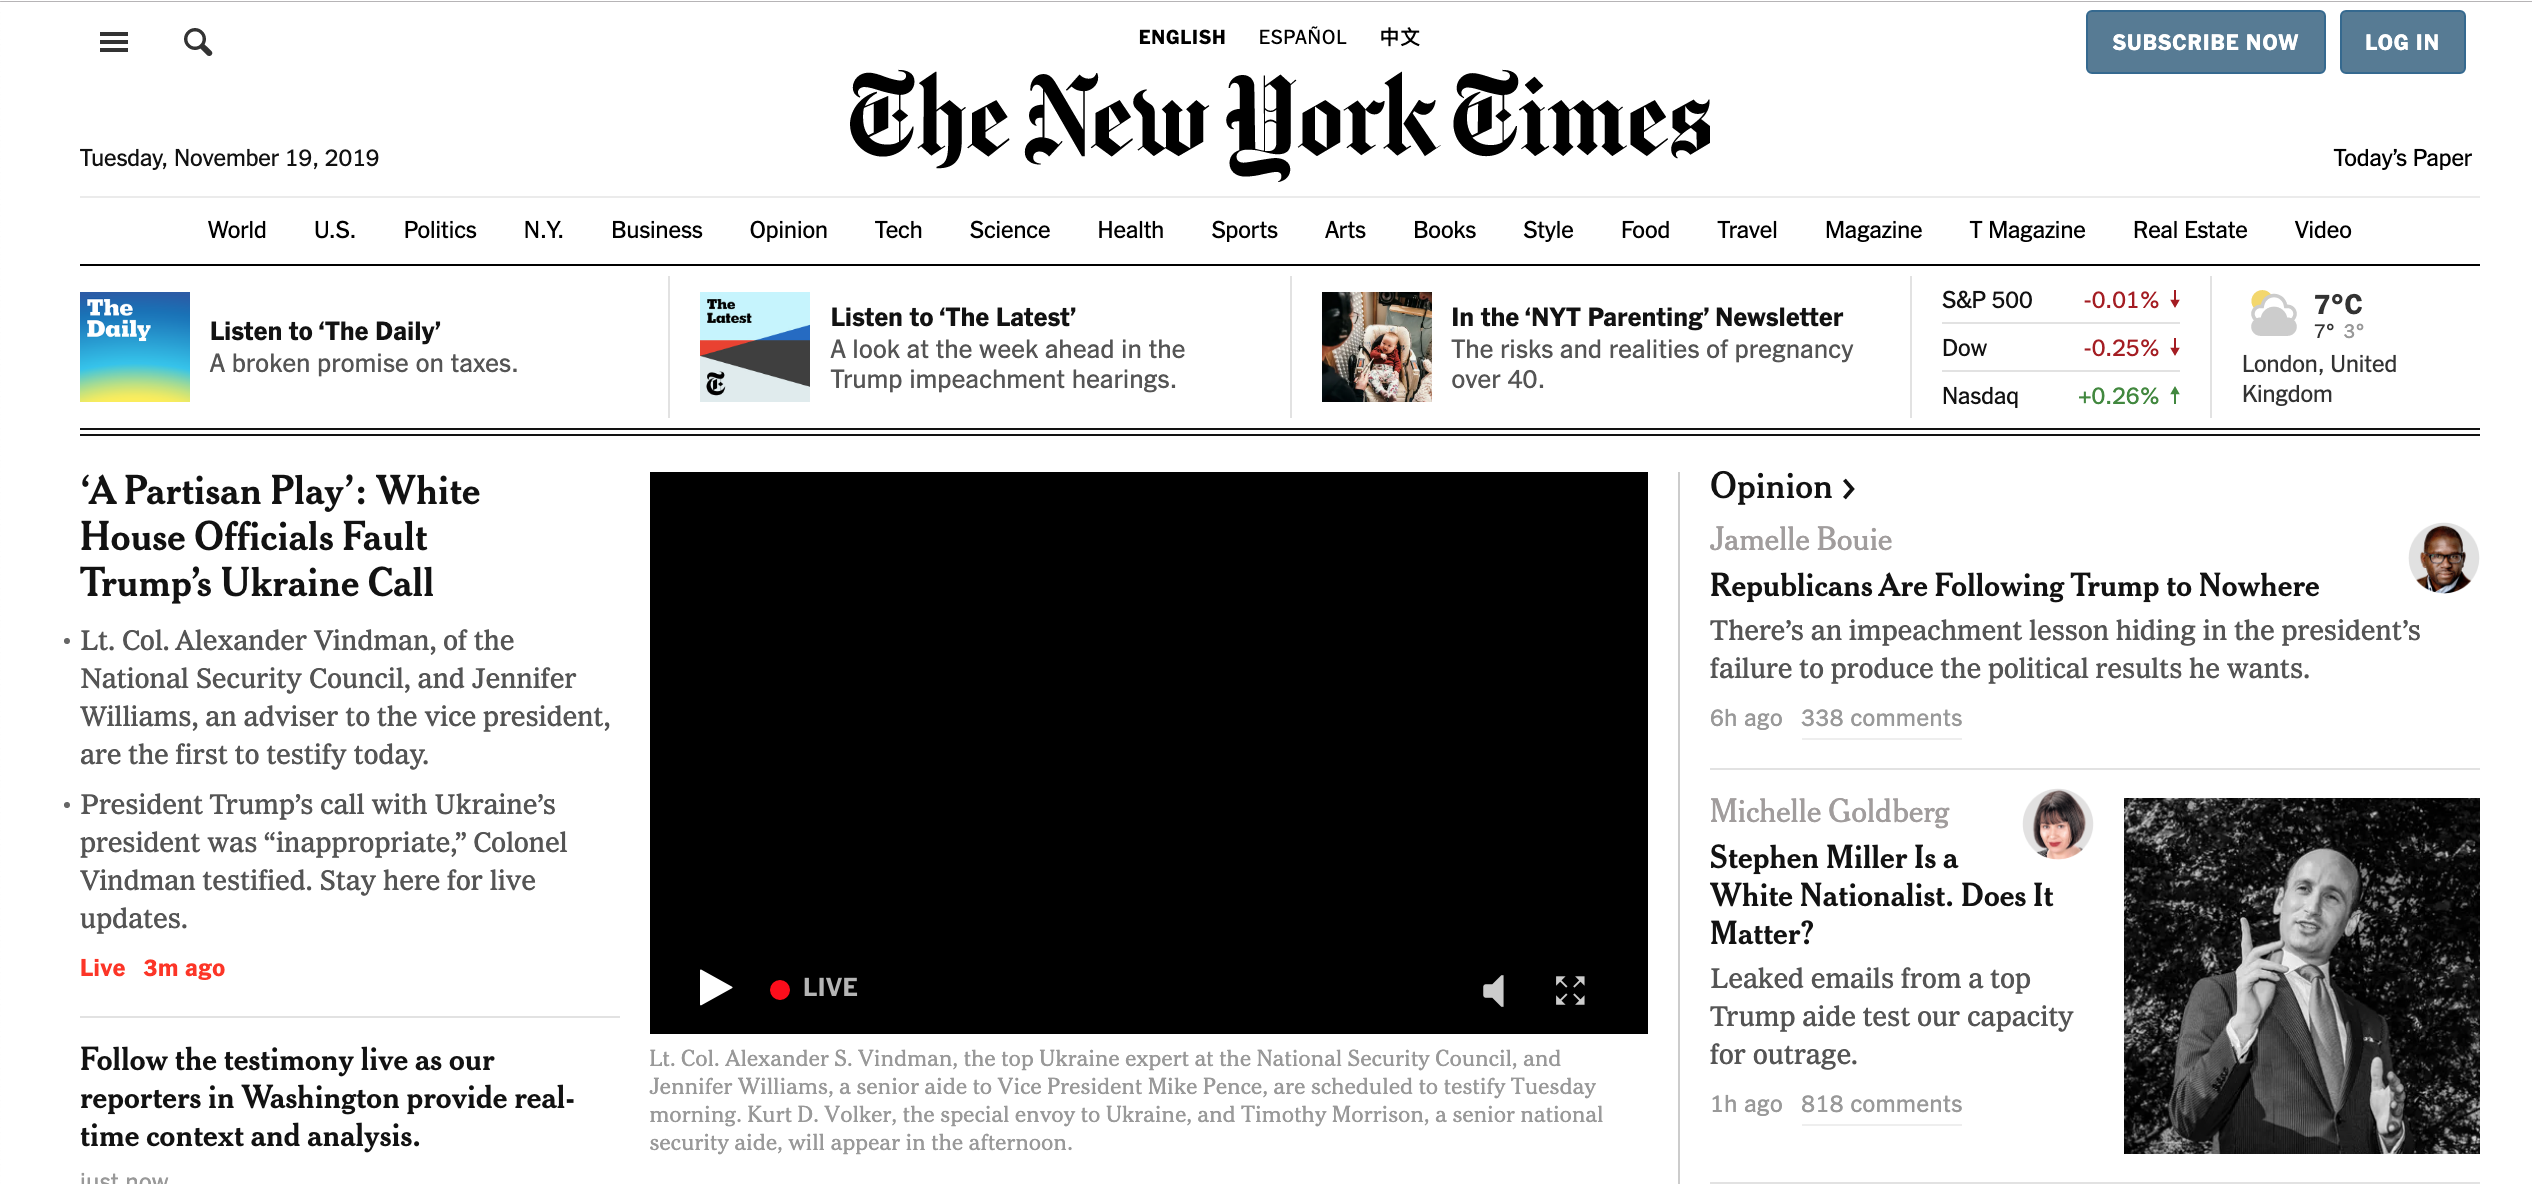 ENGLISH ESPAÑOL 中文
SUBSCRIBE NOW
LOG IN
The New York Times
Tuesday, November 19, 2019
Today's Paper
World U.S. Politics N.Y. Business Opinion Tech Science Health Sports Arts Books Style Food Travel Magazine T Magazine Real Estate Video
The
Daily
Listen to ‘The Daily’
A broken promise on taxes.
The
Latest
Listen to ‘The Latest’
A look at the week ahead in the
Trump impeachment hearings.
In the ‘NYT Parenting’ Newsletter
The risks and realities of pregnancy
over 40.
S&P 500 -0.01% ↓
Dow -0.25% ↓
Nasdaq +0.26% ↑
7°C
7° 3°
London, United
Kingdom
‘A Partisan Play’: White
House Officials Fault
Trump’s Ukraine Call
• Lt. Col. Alexander Vindman, of the
National Security Council, and Jennifer
Williams, an adviser to the vice president,
are the first to testify today.
• President Trump’s call with Ukraine’s
president was “inappropriate,” Colonel
Vindman testified. Stay here for live
updates.
Live 3m ago
Follow the testimony live as our
reporters in Washington provide real-
time context and analysis.
just now
LIVE
Lt. Col. Alexander S. Vindman, the top Ukraine expert at the National Security Council, and
Jennifer Williams, a senior aide to Vice President Mike Pence, are scheduled to testify Tuesday
morning. Kurt D. Volker, the special envoy to Ukraine, and Timothy Morrison, a senior national
security aide, will appear in the afternoon.
Opinion >
Jamelle Bouie
Republicans Are Following Trump to Nowhere
There’s an impeachment lesson hiding in the president’s
failure to produce the political results he wants.
6h ago 338 comments
Michelle Goldberg
Stephen Miller Is a
White Nationalist. Does It
Matter?
Leaked emails from a top
Trump aide test our capacity
for outrage.
1h ago 818 comments